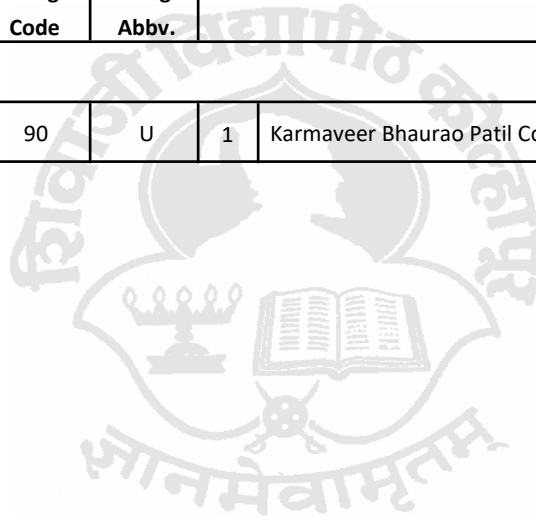 Code Abbv.
90 U 1 Karmaveer Bhaurao Patil Co
शिवाजी विद्यापीठ कोल्हापूर
ज्ञानमेवामृतम्